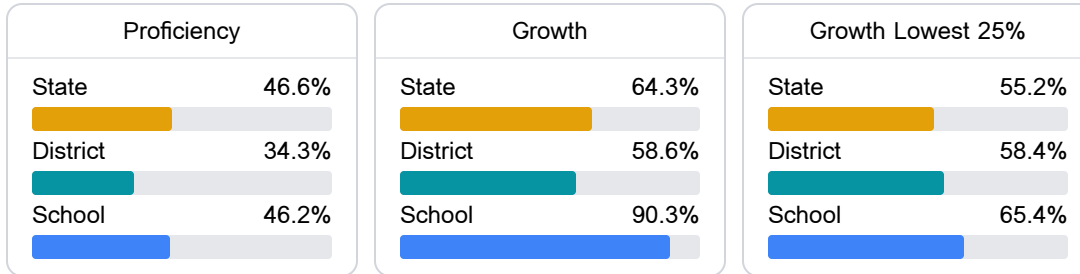 Proficiency
State 46.6%
District 34.3%
School 46.2%
Growth
State 64.3%
District 58.6%
School 90.3%
Growth Lowest 25%
State 55.2%
District 58.4%
School 65.4%